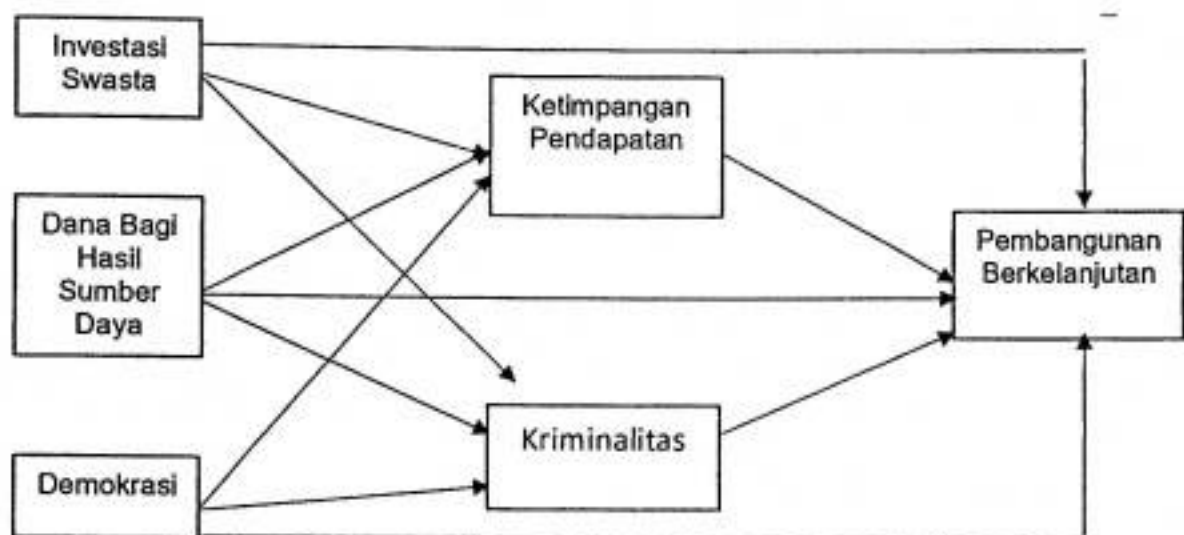 Investasi
Swasta
Ketimpangan
Pendapatan
Dana Bagi
Hasil
Sumber
Daya
Pembangunan
Berkelanjutan
Kriminalitas
Demokrasi